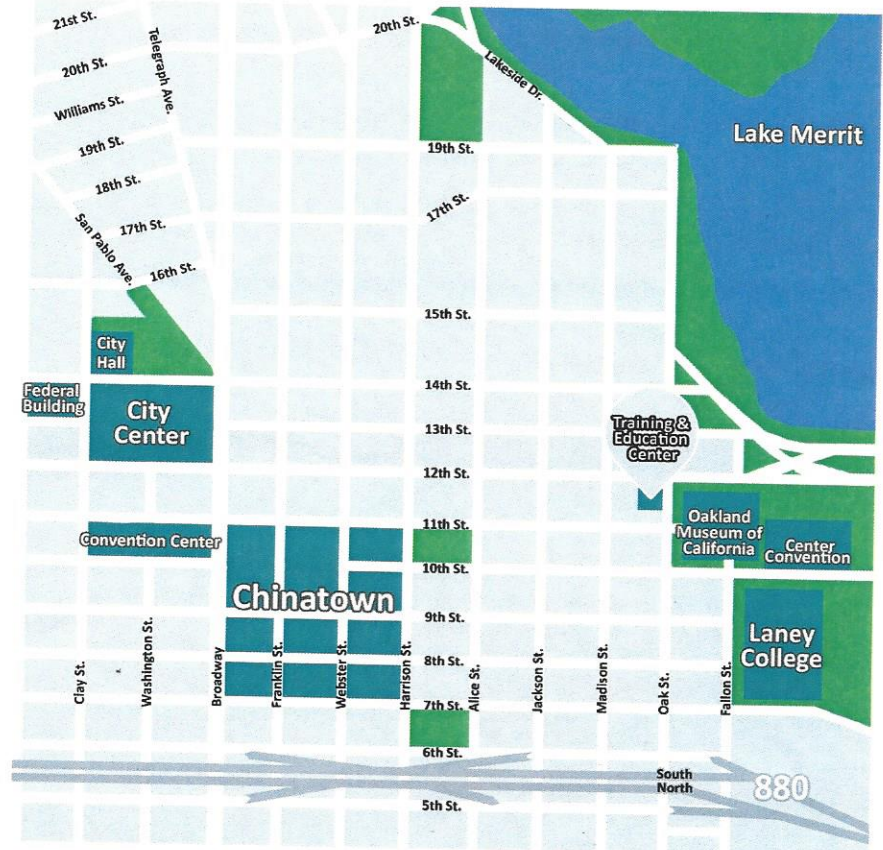 21st St.
20th St.
Williams St.
19th St.
18th St.
17th St.
16th St.
Telegraph Ave.
San Pablo Ave.
20th St.
Lakeside Dr.
Lake Merrit
19th St.
17th St.
15th St.
14th St.
13th St.
12th St.
11th St.
10th St.
9th St.
8th St.
7th St.
6th St.
5th St.
City
Hall
Federal
Building
City
Center
Training &
Education
Center
Convention Center
Oakland
Museum of
California
Center
Convention
Chinatown
Laney
College
Clay St.
Washington St.
Broadway
Franklin St.
Webster St.
Harrison St.
Alice St.
Jackson St.
Madison St.
Oak St.
Fallon St.
South
North
880